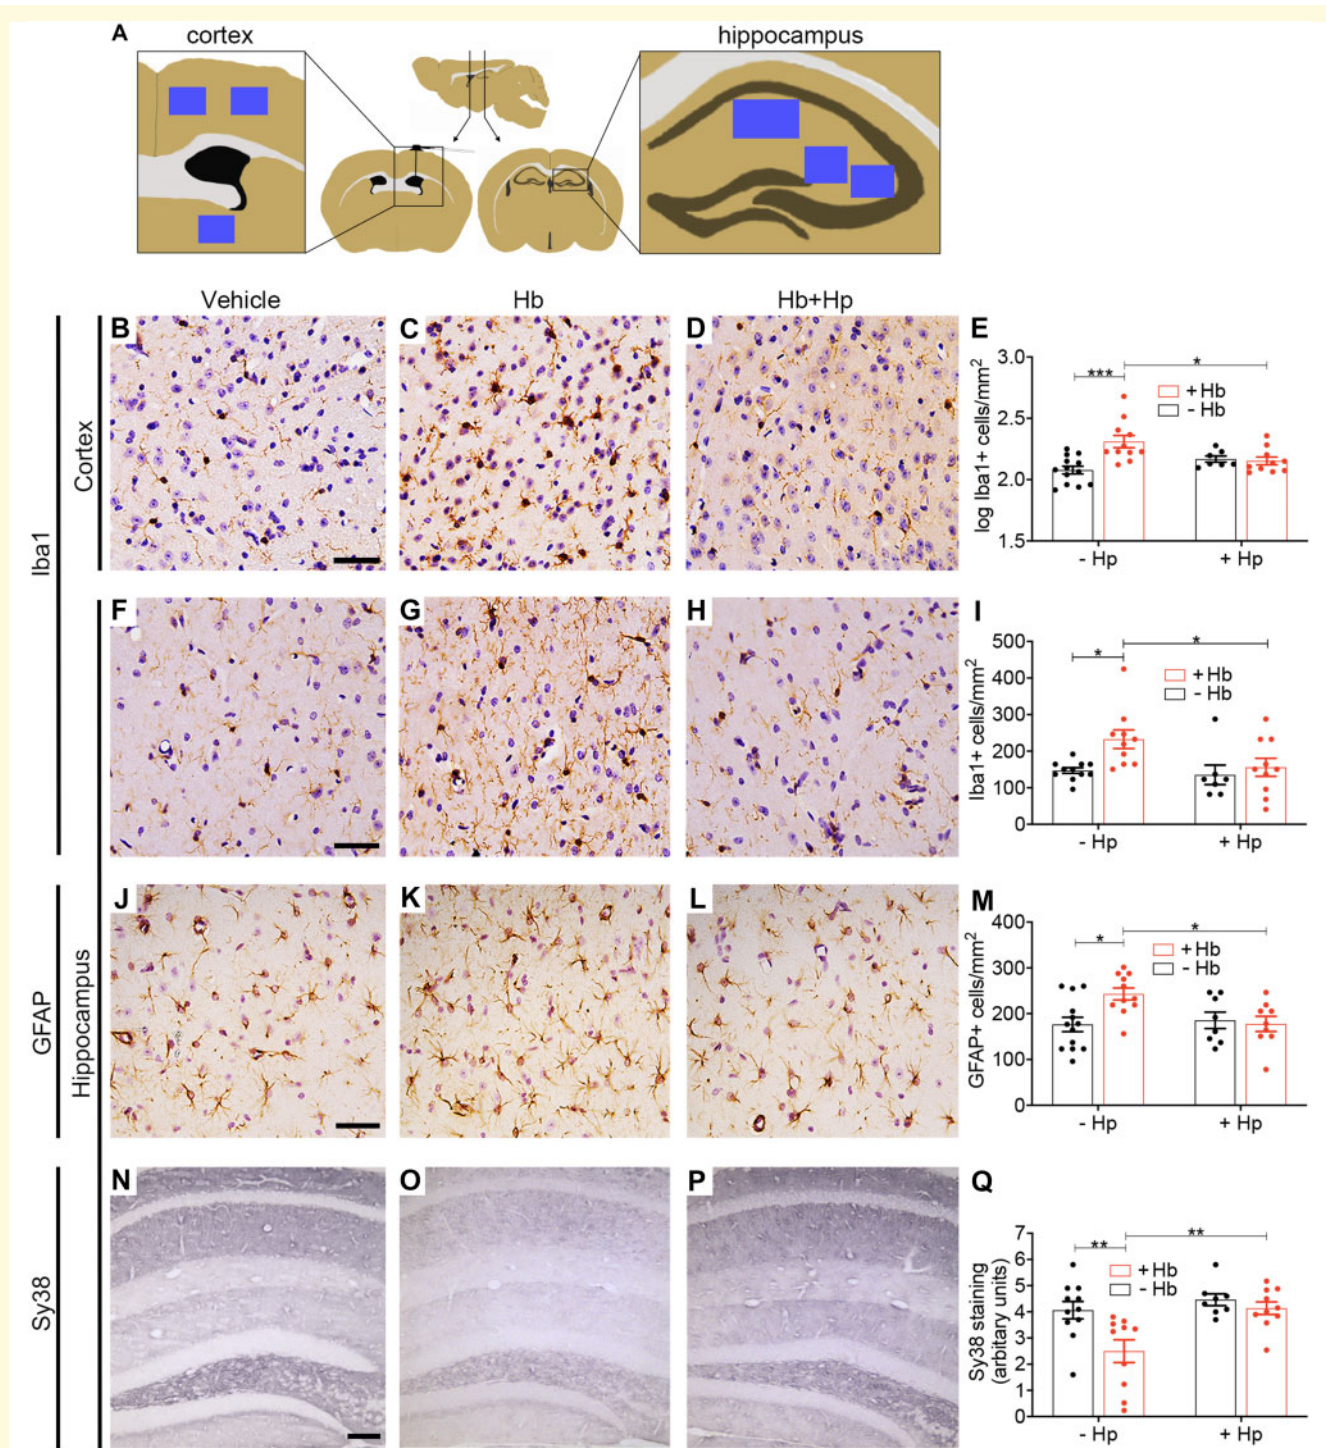 A
cortex
hippocampus
Vehicle
Hb
Hb+Hp
Iba1
Cortex
B
C
D
E
log Iba1+ cells/mm2
3.0
2.5
2.0
1.5
***
*
+ Hb
- Hb
- Hp
+ Hp
Hippocampus
F
G
H
I
Iba1+ cells/mm2
500
400
300
200
100
0
*
*
+ Hb
- Hb
- Hp
+ Hp
GFAP
J
K
L
M
GFAP+ cells/mm2
400
300
200
100
0
*
*
+ Hb
- Hb
- Hp
+ Hp
Sy38
N
O
P
Q
Sy38 staining
(arbitary units)
7
6
5
4
3
2
1
0
**
**
+ Hb
- Hb
- Hp
+ Hp